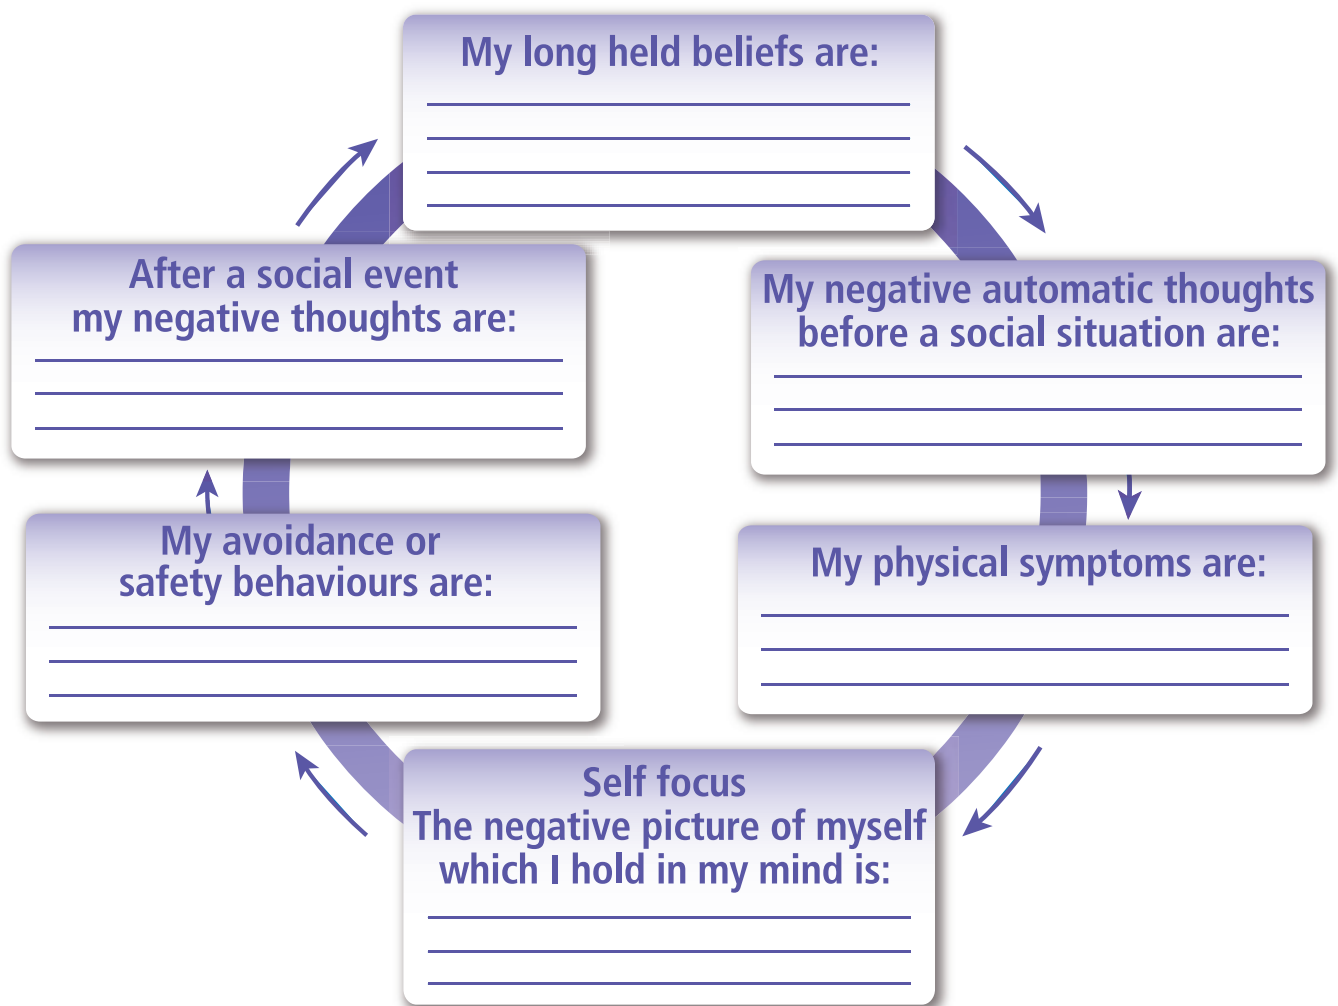 My long held beliefs are:
My negative automatic thoughts
before a social situation are:
My physical symptoms are:
Self focus
The negative picture of myself
which I hold in my mind is:
My avoidance or
safety behaviours are:
After a social event
my negative thoughts are: